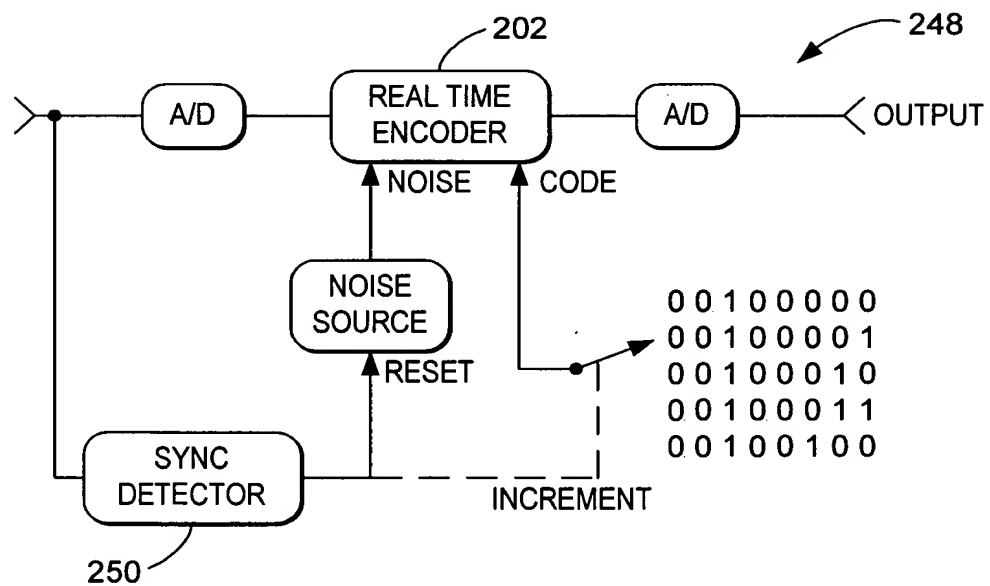 202
248
A/D
REAL TIME
ENCODER
A/D
OUTPUT
NOISE
CODE
NOISE
SOURCE
RESET
0 0 1 0 0 0 0 0
0 0 1 0 0 0 0 1
0 0 1 0 0 0 1 0
0 0 1 0 0 0 1 1
0 0 1 0 0 1 0 0
SYNC
DETECTOR
INCREMENT
250